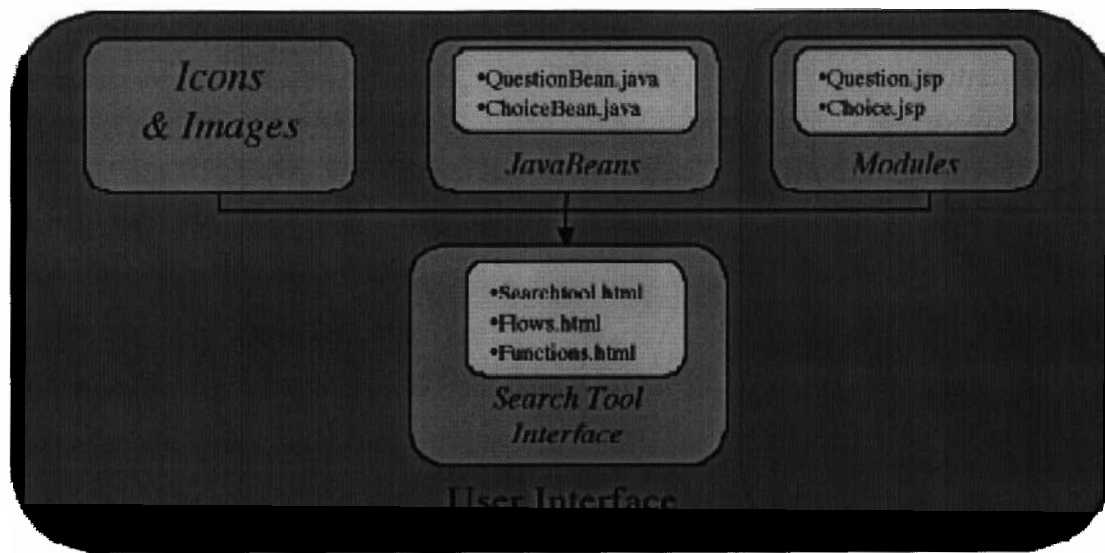 Icons
& Images
•QuestionBean.java
•ChoiceBean.java
JavaBeans
•Question.jsp
•Choice.jsp
Modules
•Searchtool.html
•Flows.html
•Functions.html
Search Tool
Interface
User Interface